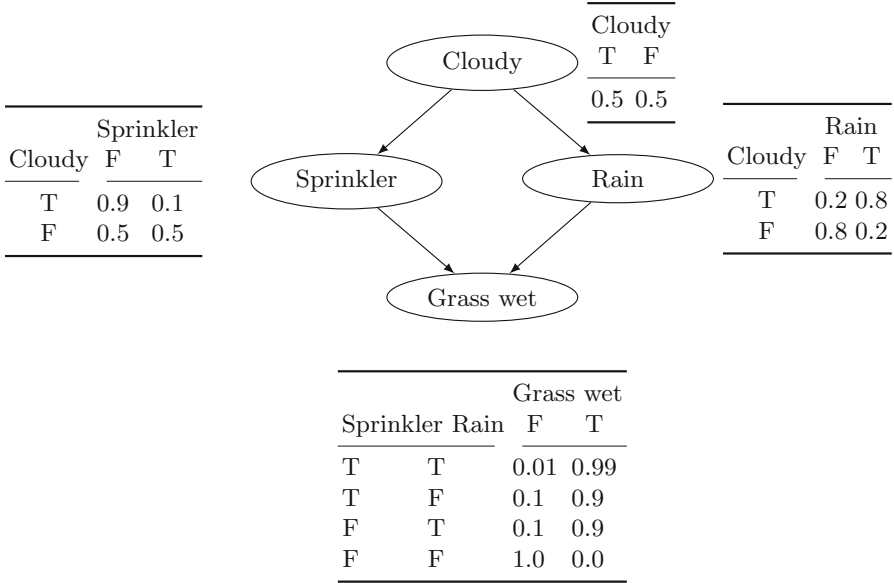 Cloudy
T F
0.5 0.5
Cloudy
Sprinkler
Cloudy F T
T 0.9 0.1
F 0.5 0.5
Sprinkler
Rain
Rain
Cloudy F T
T 0.2 0.8
F 0.8 0.2
Grass wet
Grass wet
Sprinkler Rain F T
T T 0.01 0.99
T F 0.1 0.9
F T 0.1 0.9
F F 1.0 0.0